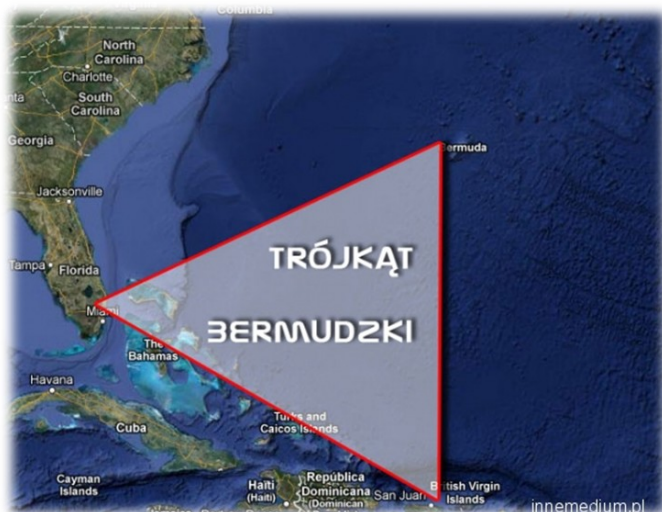 Columbia
North
Carolina
Charlotte
South
Carolina
Georgia
Jacksonville
Bermuda
TRÓJKĄT
Tampa
Florida
BERMUDZKI
Miami
The
Bahamas
Havana
Turks and
Caicos Islands
Cuba
Cayman
Islands
Haïti
(Haiti)
República
Dominicana
(Dominican
San Juan
British Virgin
Islands
innemedium.pl